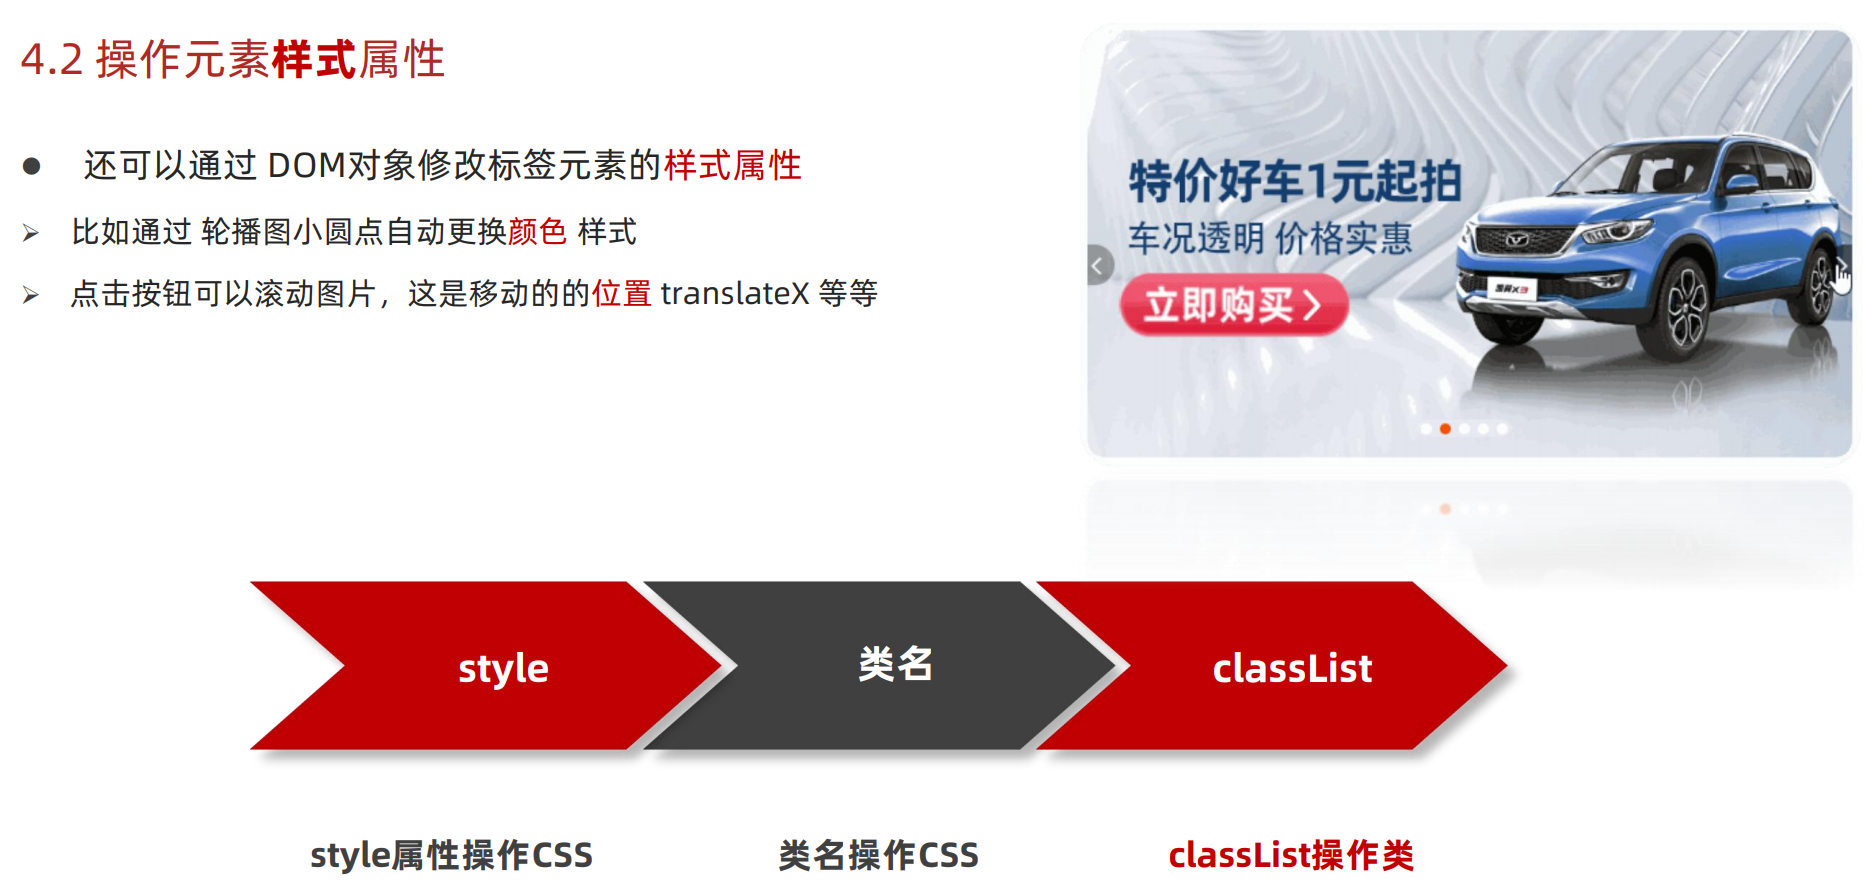 4.2 操作元素样式属性
还可以通过 DOM对象修改标签元素的样式属性
比如通过 轮播图小圆点自动更换颜色 样式
点击按钮可以滚动图片，这是移动的的位置 translateX 等等
特价好车1元起拍
车况透明 价格实惠
立即购买
style
类名
classList
style属性操作CSS
类名操作CSS
classList操作类